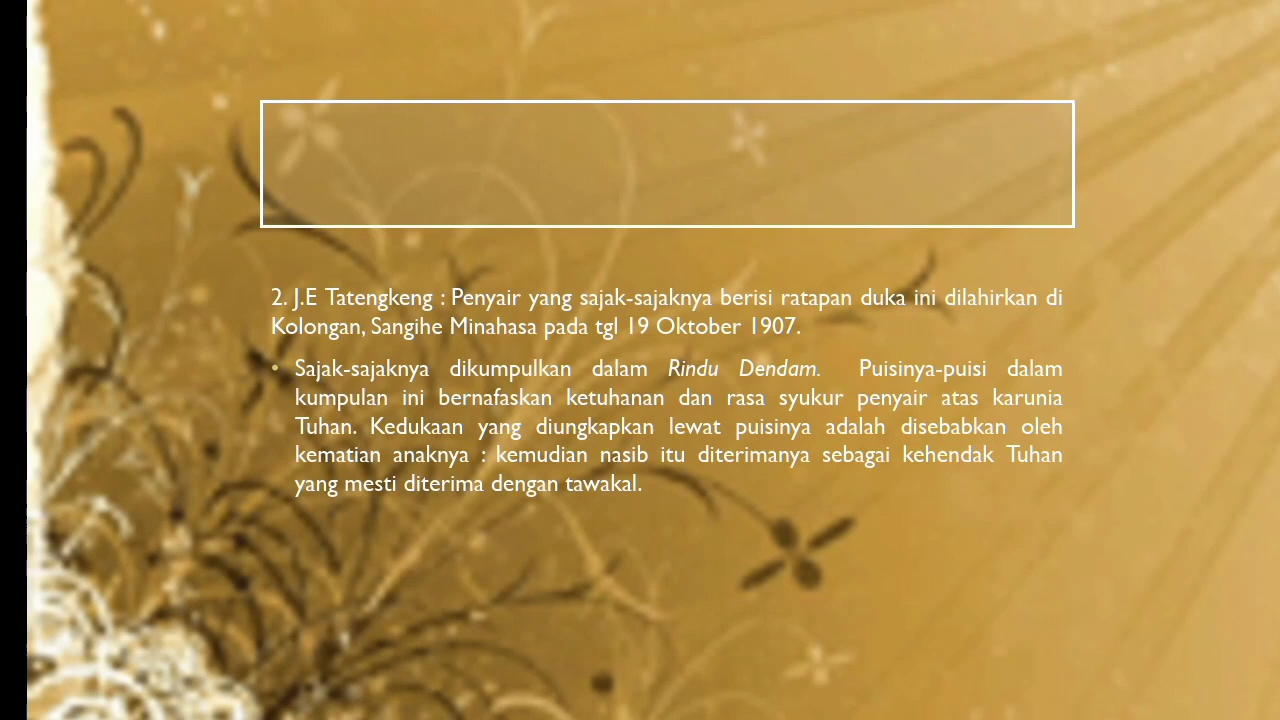 2. J.E Tatengkeng : Penyair yang sajak-sajaknya berisi ratapan duka ini dilahirkan di
Kolongan, Sangihe Minahasa pada tgl 19 Oktober 1907.
• Sajak-sajaknya dikumpulkan dalam Rindu Dendam. Puisinya-puisi dalam
kumpulan ini bernafaskan ketuhanan dan rasa syukur penyair atas karunia
Tuhan. Kedukaan yang diungkapkan lewat puisinya adalah disebabkan oleh
kematian anaknya : kemudian nasib itu diterimanya sebagai kehendak Tuhan
yang mesti diterima dengan tawakal.